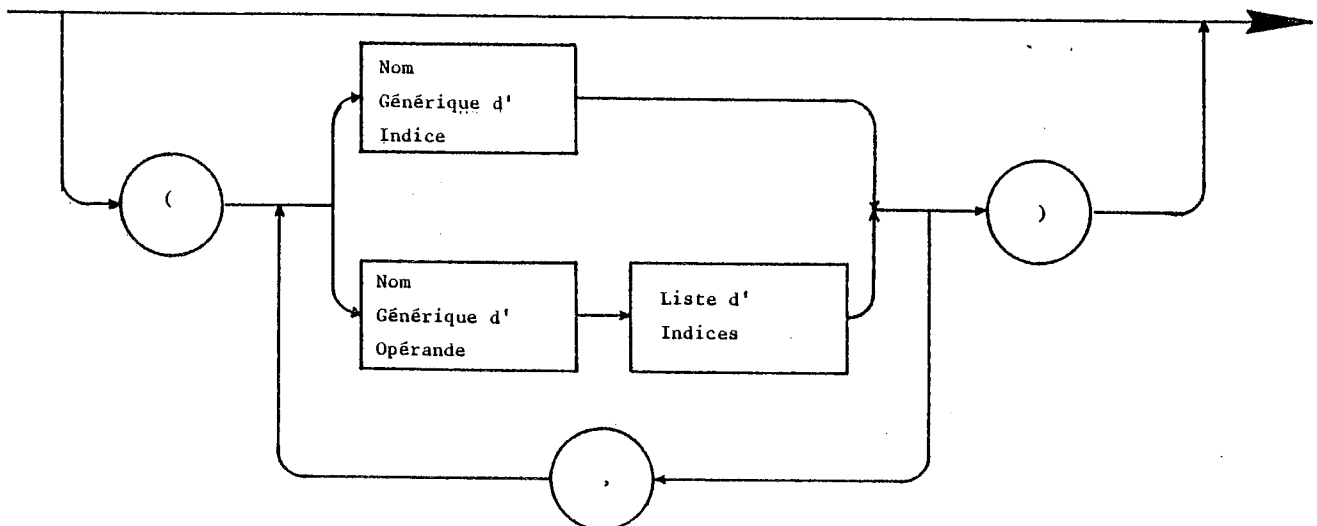 Nom
Générique d'
Indice
(
)
Nom
Générique d'
Opérande
Liste d'
Indices
,